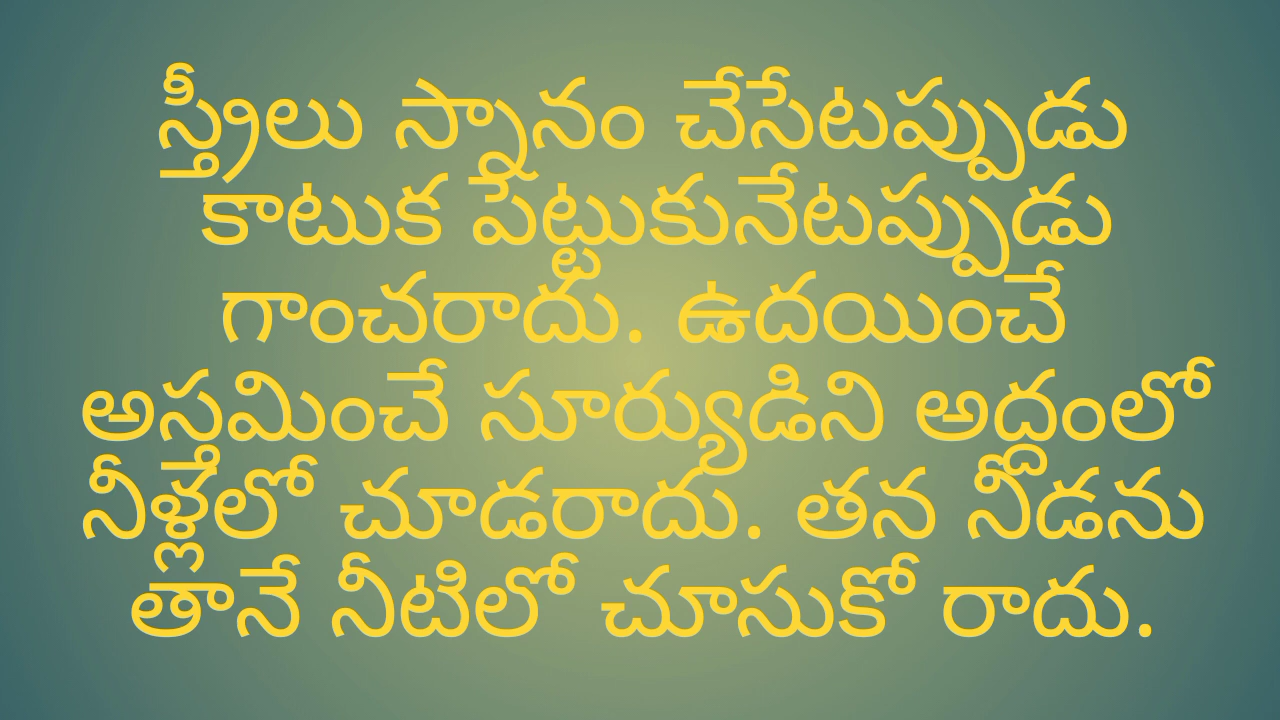 స్త్రీలు స్నానం చేసేటప్పుడు
కాటుక పెట్టుకునేటప్పుడు
గాంచరాదు. ఉదయించే
అస్తమించే సూర్యుడిని అద్దంలో
నీళ్లలో చూడరాదు. తన నీడను
తానే నీటిలో చూసుకో రాదు.